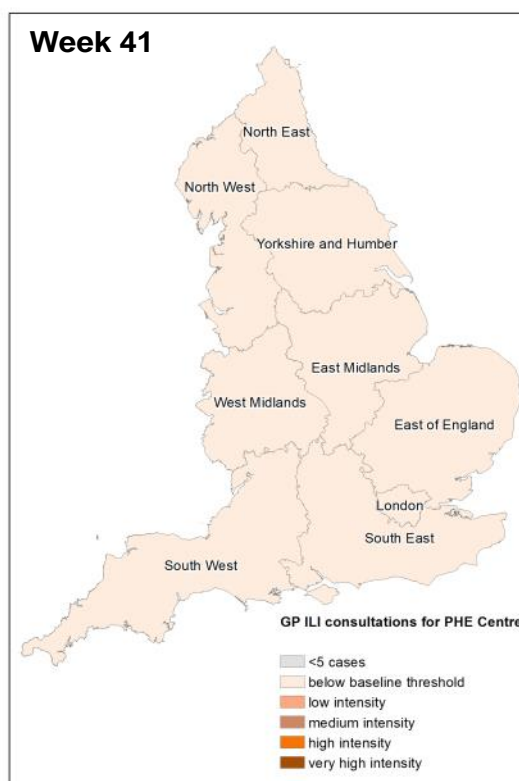 Week 41
North East
North West
Yorkshire and Humber
East Midlands
West Midlands
East of England
London
South East
South West
GP ILI consultations for PHE Centre
<5 cases
below baseline threshold
low intensity
medium intensity
high intensity
very high intensity